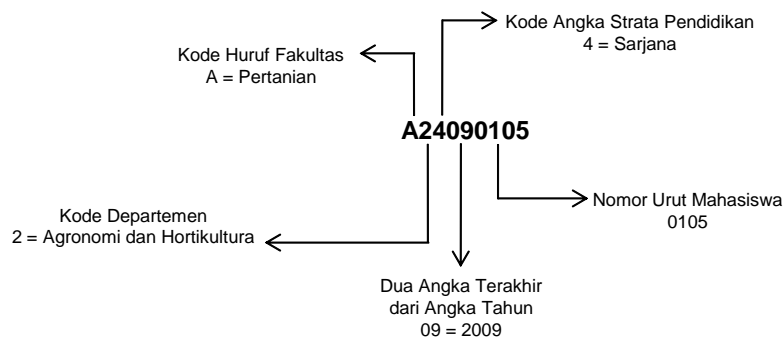 Kode Angka Strata Pendidikan
4 = Sarjana
Kode Huruf Fakultas
A = Pertanian
A24090105
Nomor Urut Mahasiswa
0105
Kode Departemen
2 = Agronomi dan Hortikultura
Dua Angka Terakhir
dari Angka Tahun
09 = 2009